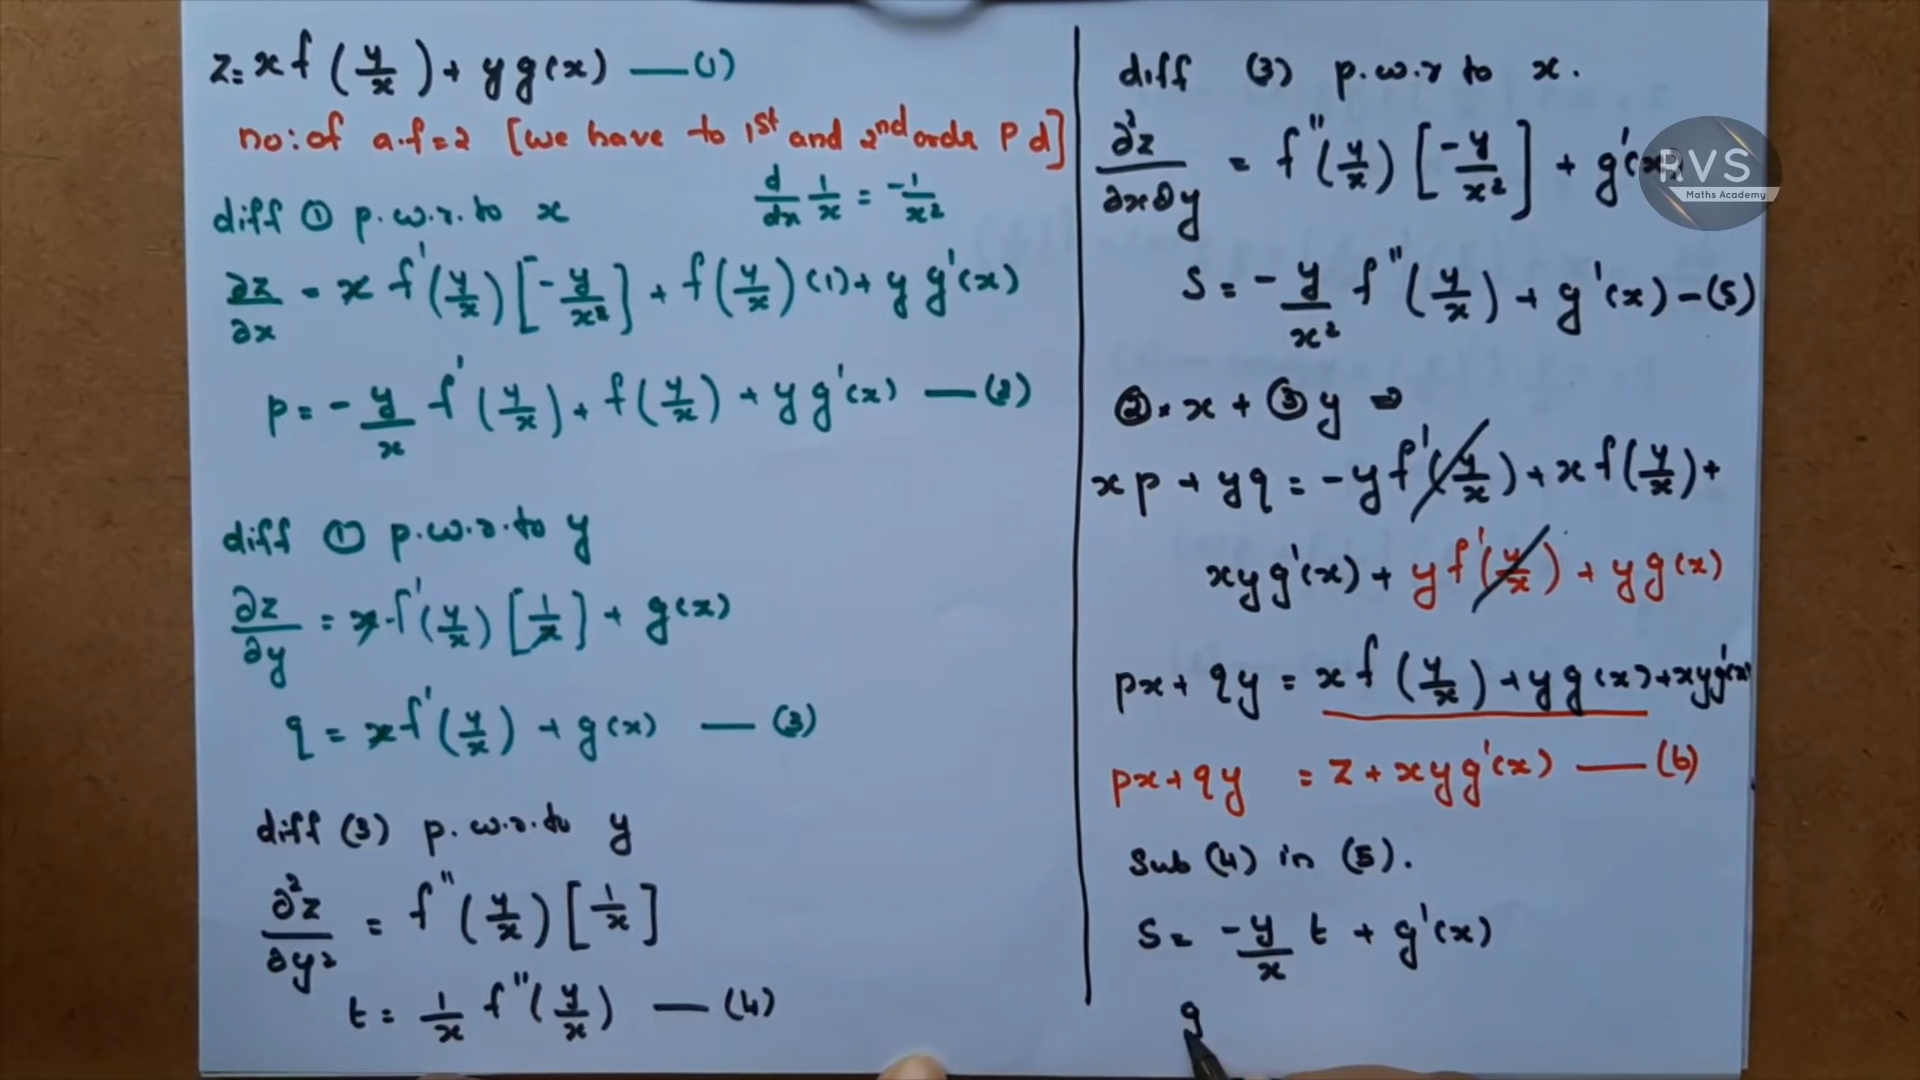 z = x f(y/x) + y g(x) — (1)
no: of a.f = 2 [we have to 1st and 2nd orde P d]
diff ① p.w.r. to x
d/dx 1/x = -1/x²
∂z/∂x = x f'(y/x) [-y/x²] + f(y/x) (1) + y g'(x)
p = - y/x f'(y/x) + f(y/x) + y g'(x) — (2)
diff ① p.w.r. to y
∂z/∂y = x f'(y/x) [1/x] + g(x)
q = x f'(y/x) + g(x) — (3)
diff (3) p.w.r. to y
∂²z/∂y² = f''(y/x) [1/x]
t = 1/x f''(y/x) — (4)
diff (3) p.w.r to x.
∂²z/∂x∂y = f''(y/x) [-y/x²] + g'(x)
RVS
Maths Academy
S = - y/x² f''(y/x) + g'(x) — (5)
②×x + ③y ⇒
xp + yq = -y f'(y/x) + x f(y/x) +
xy g'(x) + y f'(y/x) + y g(x)
px + qy = x f(y/x) + y g(x) + xy g'(x)
px + qy = z + xy g'(x) — (6)
Sub (4) in (5).
S = -y/x t + g'(x)
g